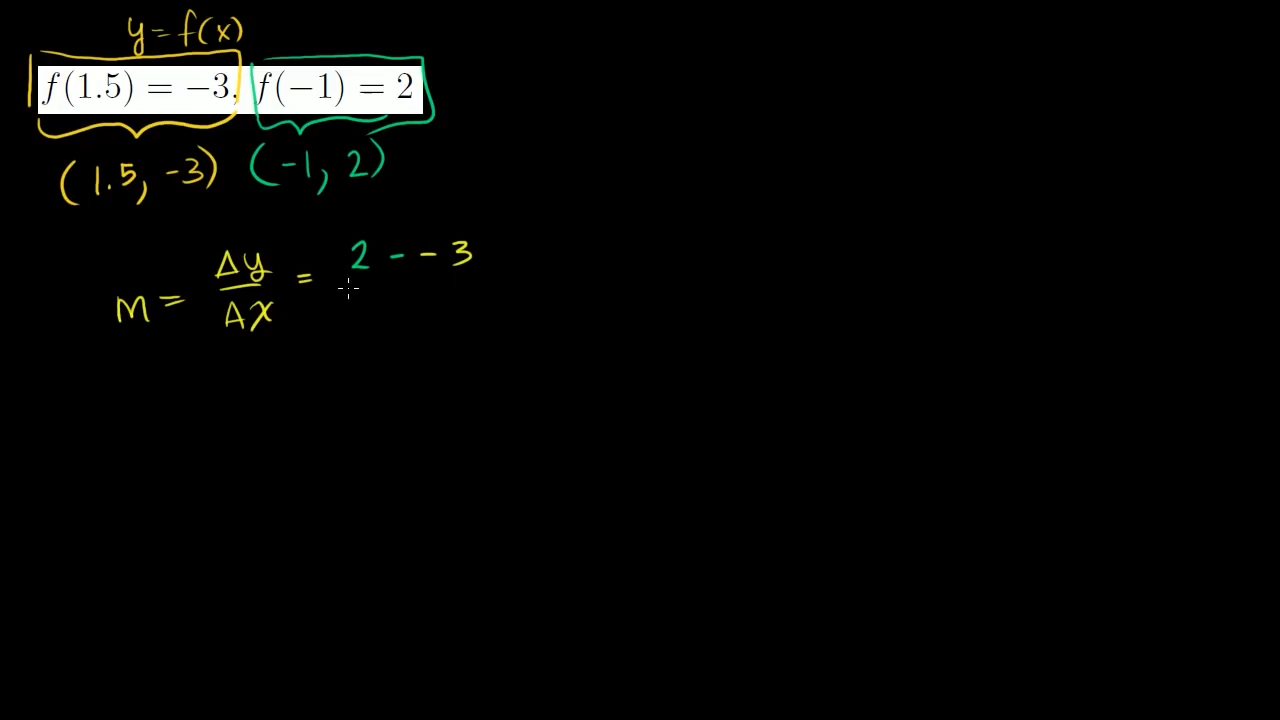 y = f(x)
f(1.5) = −3, f(−1) = 2
(1.5, -3) (-1, 2)
m = Δy/Δx = 2 - - 3